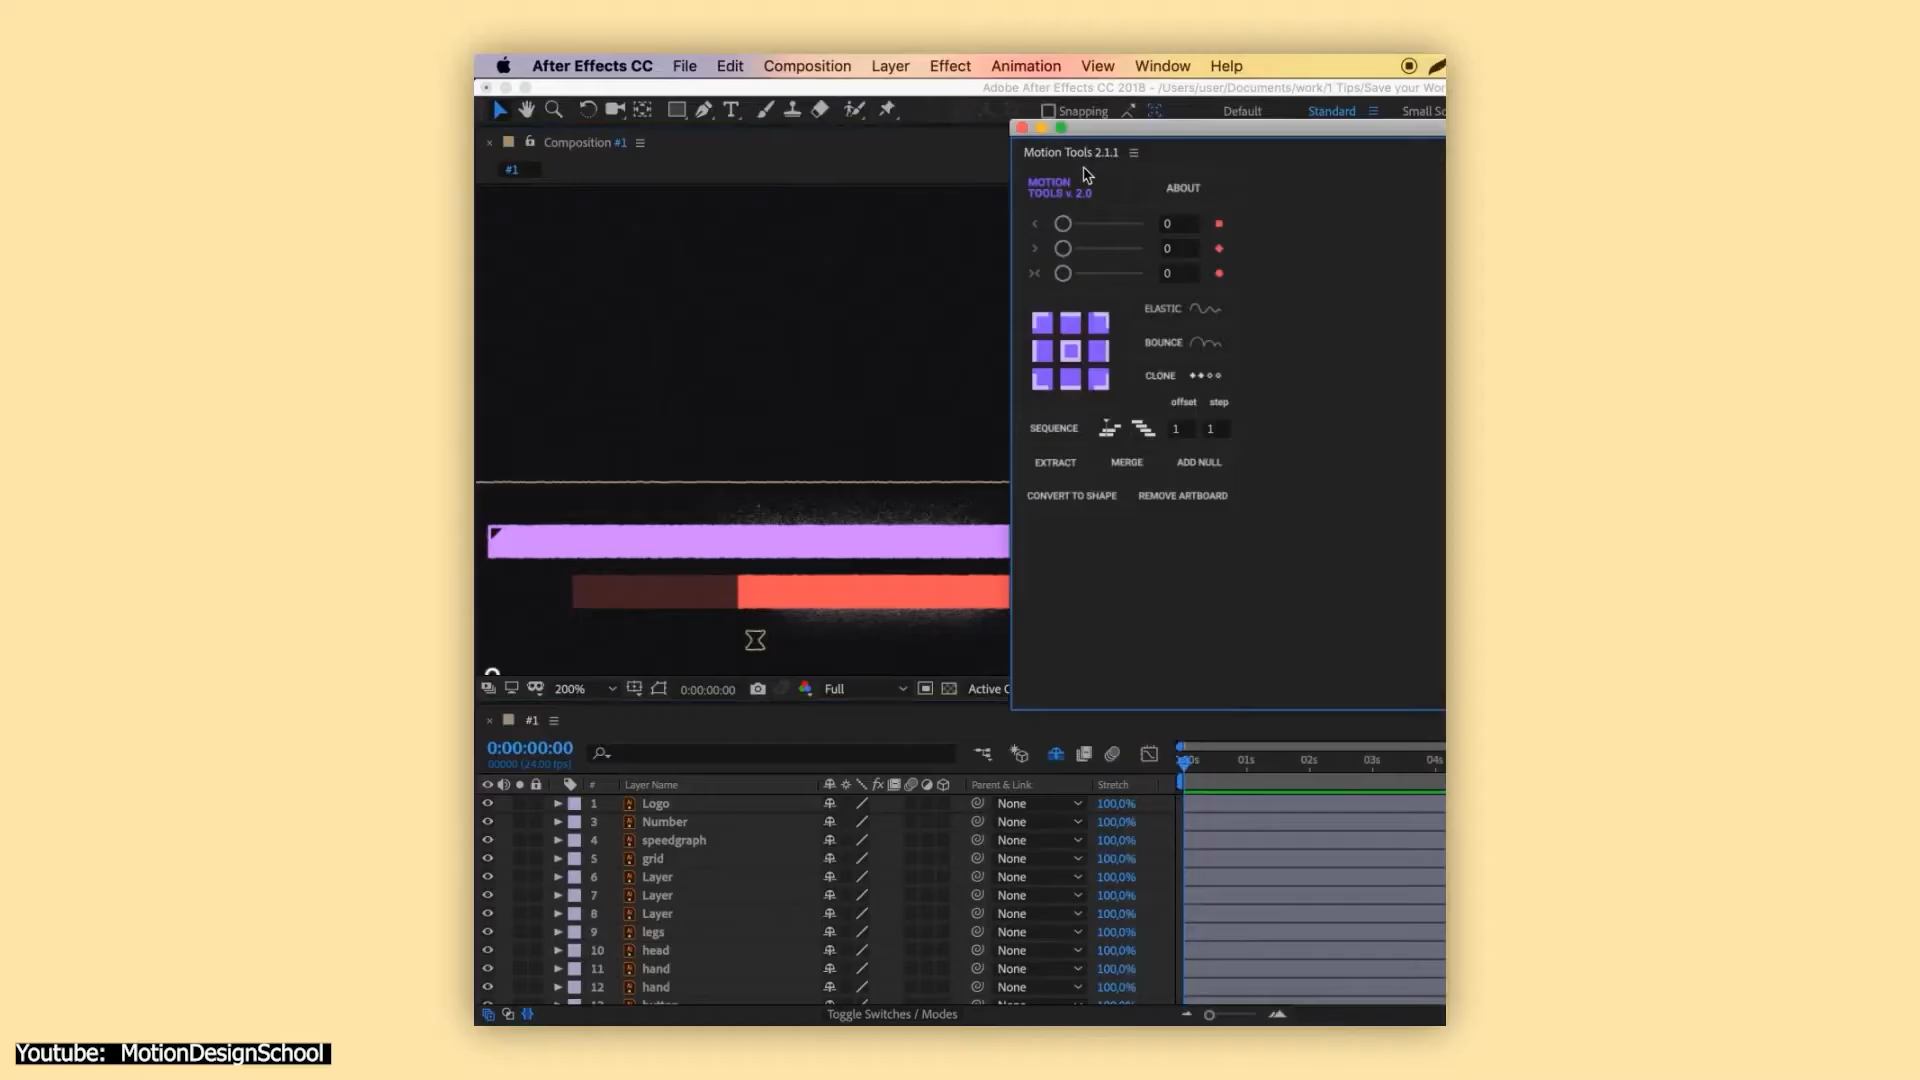 After Effects CC File Edit Composition Layer Effect Animation View Window Help
Adobe After Effects CC 2018 - /Users/user/Documents/work/1 Tips/Save your Wor
Snapping Default Standard Small Sc
Composition #1
#1
Motion Tools 2.1.1
MOTION
TOOLS v. 2.0
ABOUT
0
0
0
ELASTIC
BOUNCE
CLONE
offset step
SEQUENCE 1 1
EXTRACT MERGE ADD NULL
CONVERT TO SHAPE REMOVE ARTBOARD
200% 0:00:00:00 Full Active C
#1
0:00:00:00
00000 (24.00 fps)
01s 02s 03s 04s
# Layer Name Parent & Link Stretch
1 Logo None 100,0%
3 Number None 100,0%
4 speedgraph None 100,0%
5 grid None 100,0%
6 Layer None 100,0%
7 Layer None 100,0%
8 Layer None 100,0%
9 legs None 100,0%
10 head None 100,0%
11 hand None 100,0%
12 hand None 100,0%
Toggle Switches / Modes
Youtube: MotionDesignSchool